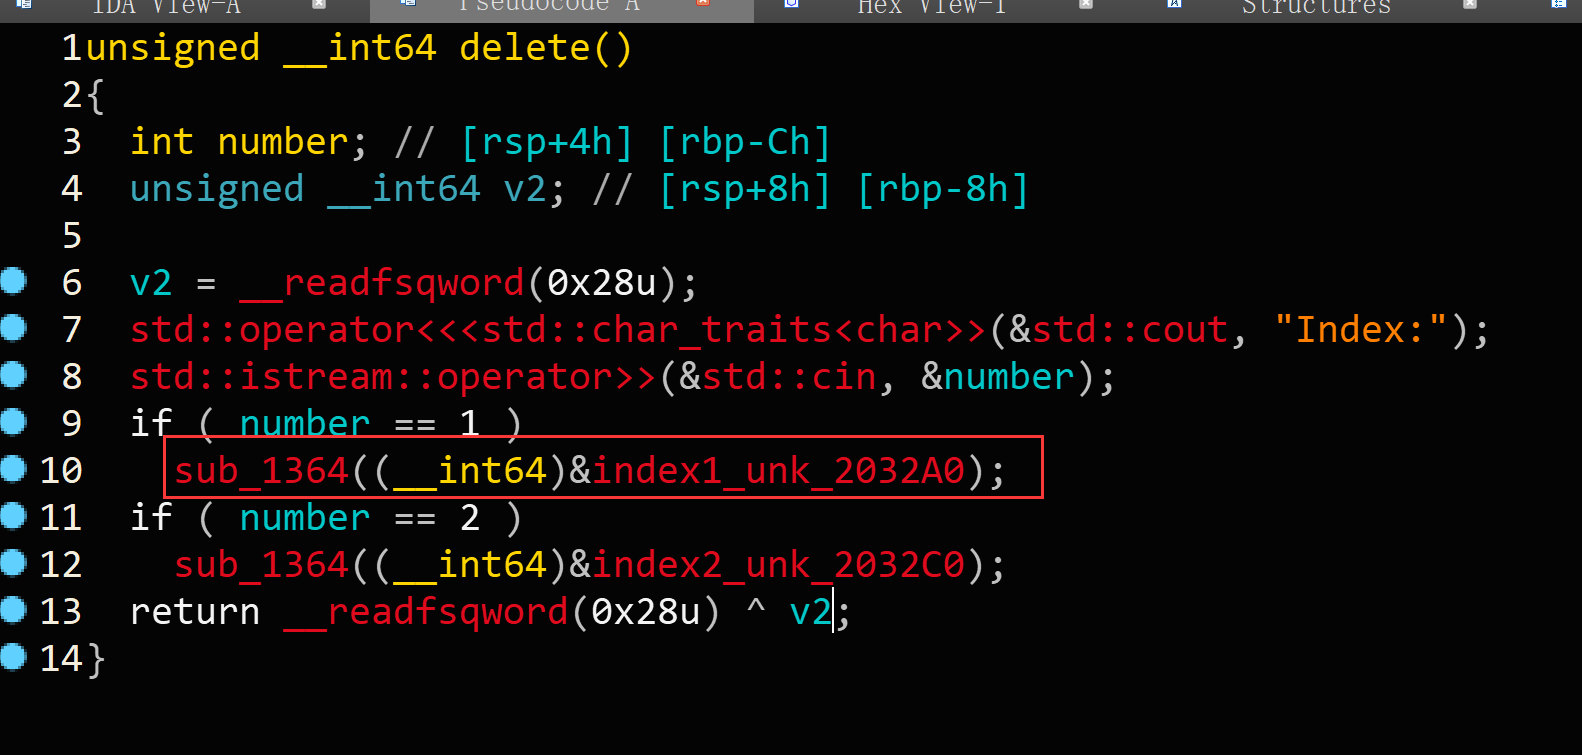 IDA View-A Pseudocode A Hex View-1 Structures
1 unsigned __int64 delete()
2 {
3   int number; // [rsp+4h] [rbp-Ch]
4   unsigned __int64 v2; // [rsp+8h] [rbp-8h]
5
6   v2 = __readfsqword(0x28u);
7   std::operator<<<std::char_traits<char>>(&std::cout, "Index:");
8   std::istream::operator>>(&std::cin, &number);
9   if ( number == 1 )
10     sub_1364((__int64)&index1_unk_2032A0);
11   if ( number == 2 )
12     sub_1364((__int64)&index2_unk_2032C0);
13   return __readfsqword(0x28u) ^ v2;
14 }